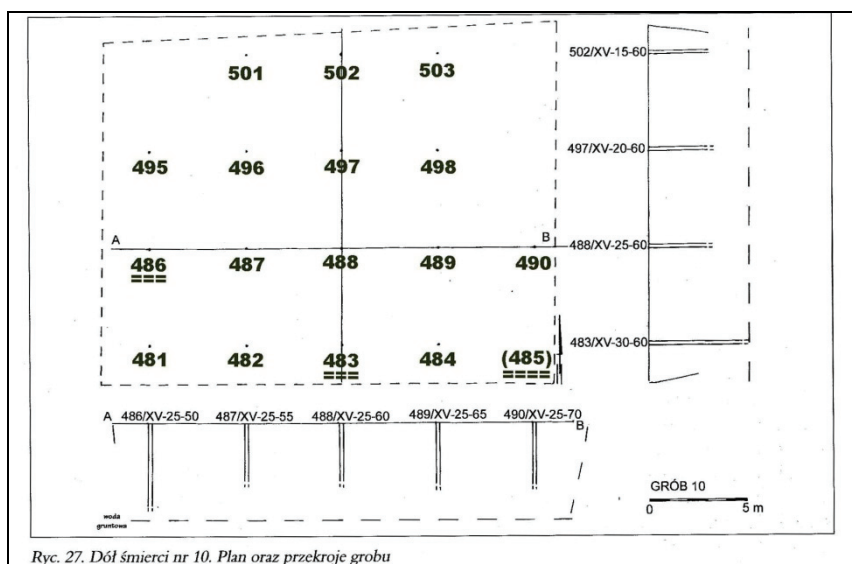 501 502 503
502/XV-15-60
495 496 497 498
497/XV-20-60
A B
486 487 488 489 490
488/XV-25-60
481 482 483 484 (485)
483/XV-30-60
A 486/XV-25-50 487/XV-25-55 488/XV-25-60 489/XV-25-65 490/XV-25-70 B
woda
gruntowa
GRÓB 10
0 5 m
Ryc. 27. Dół śmierci nr 10. Plan oraz przekroje grobu